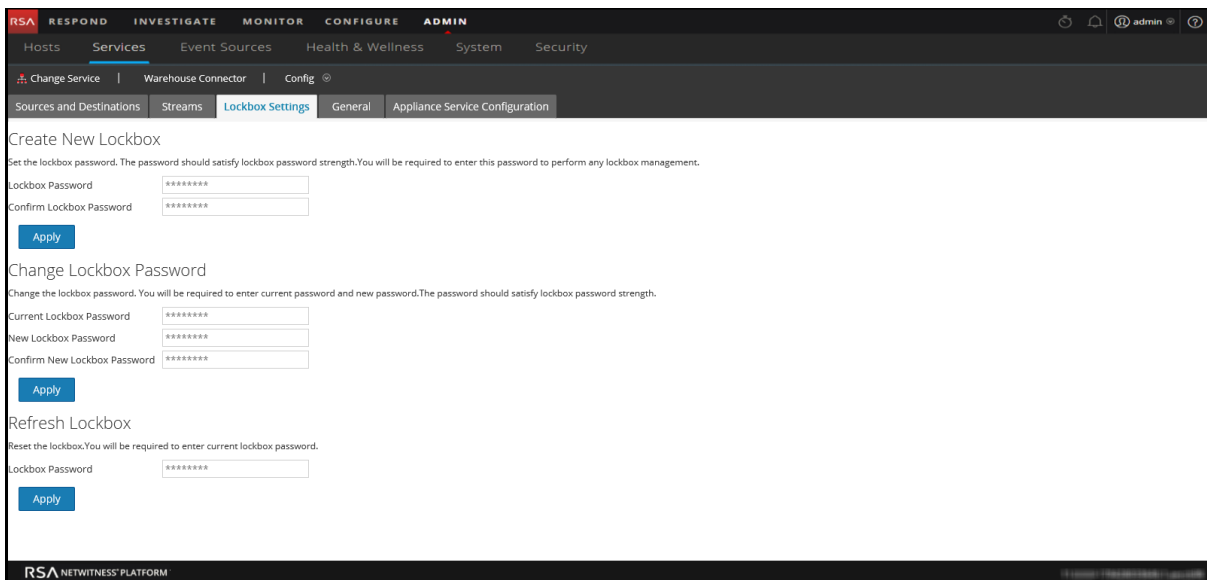 RSA RESPOND INVESTIGATE MONITOR CONFIGURE ADMIN admin ?
Hosts Services Event Sources Health & Wellness System Security
Change Service | Warehouse Connector | Config
Sources and Destinations Streams Lockbox Settings General Appliance Service Configuration
Create New Lockbox
Set the lockbox password. The password should satisfy lockbox password strength.You will be required to enter this password to perform any lockbox management.
Lockbox Password ********
Confirm Lockbox Password ********
Apply
Change Lockbox Password
Change the lockbox password. You will be required to enter current password and new password.The password should satisfy lockbox password strength.
Current Lockbox Password ********
New Lockbox Password ********
Confirm New Lockbox Password ********
Apply
Refresh Lockbox
Reset the lockbox.You will be required to enter current lockbox password.
Lockbox Password ********
Apply
RSA NETWITNESS® PLATFORM